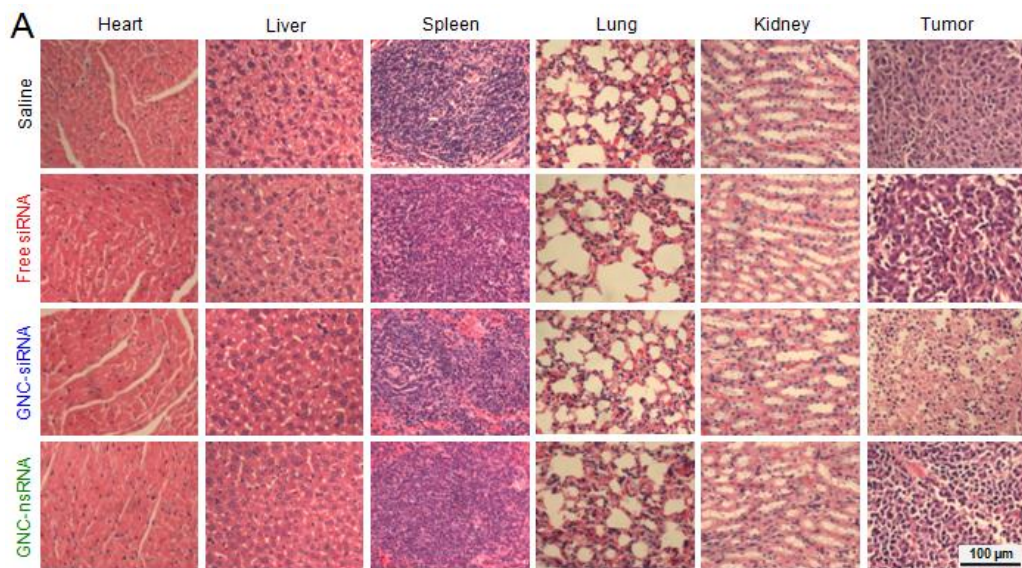 A
Heart Liver Spleen Lung Kidney Tumor
Saline
Free siRNA
GNC-siRNA
GNC-nsRNA
100 μm